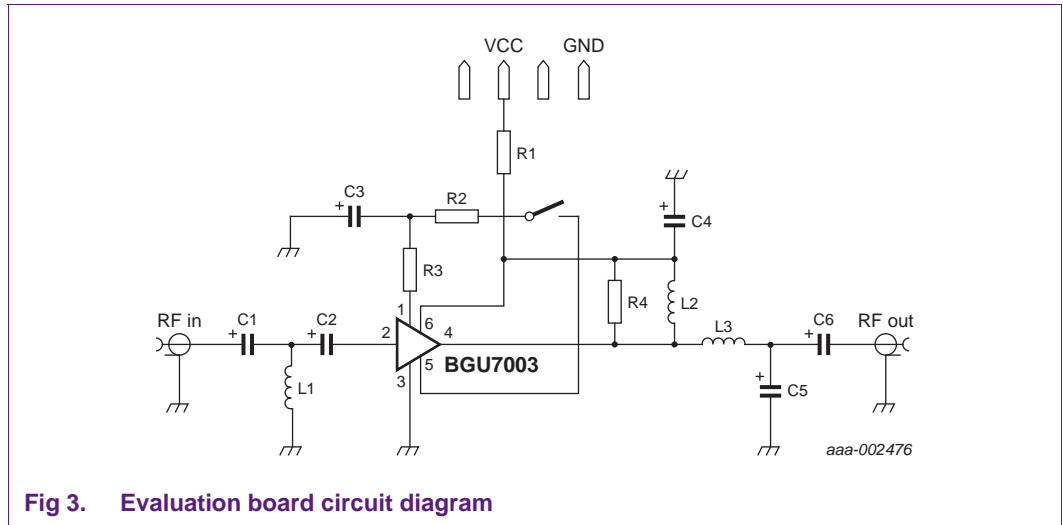 VCC GND
R1
C3
R2
C4
R3
R4
L2
1
6
RF in
C1
C2
2
4
L3
C6
RF out
BGU7003
5
3
L1
C5
+
+
+
+
+
+
aaa-002476
Fig 3. Evaluation board circuit diagram